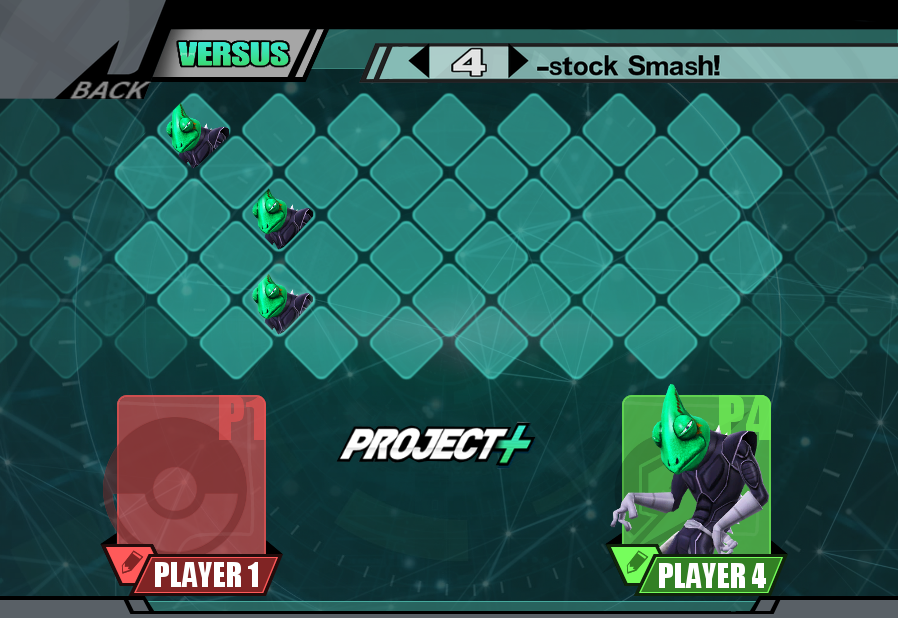 BACK
VERSUS
4 -stock Smash!
P1
P4
PROJECT+
PLAYER 1
PLAYER 4